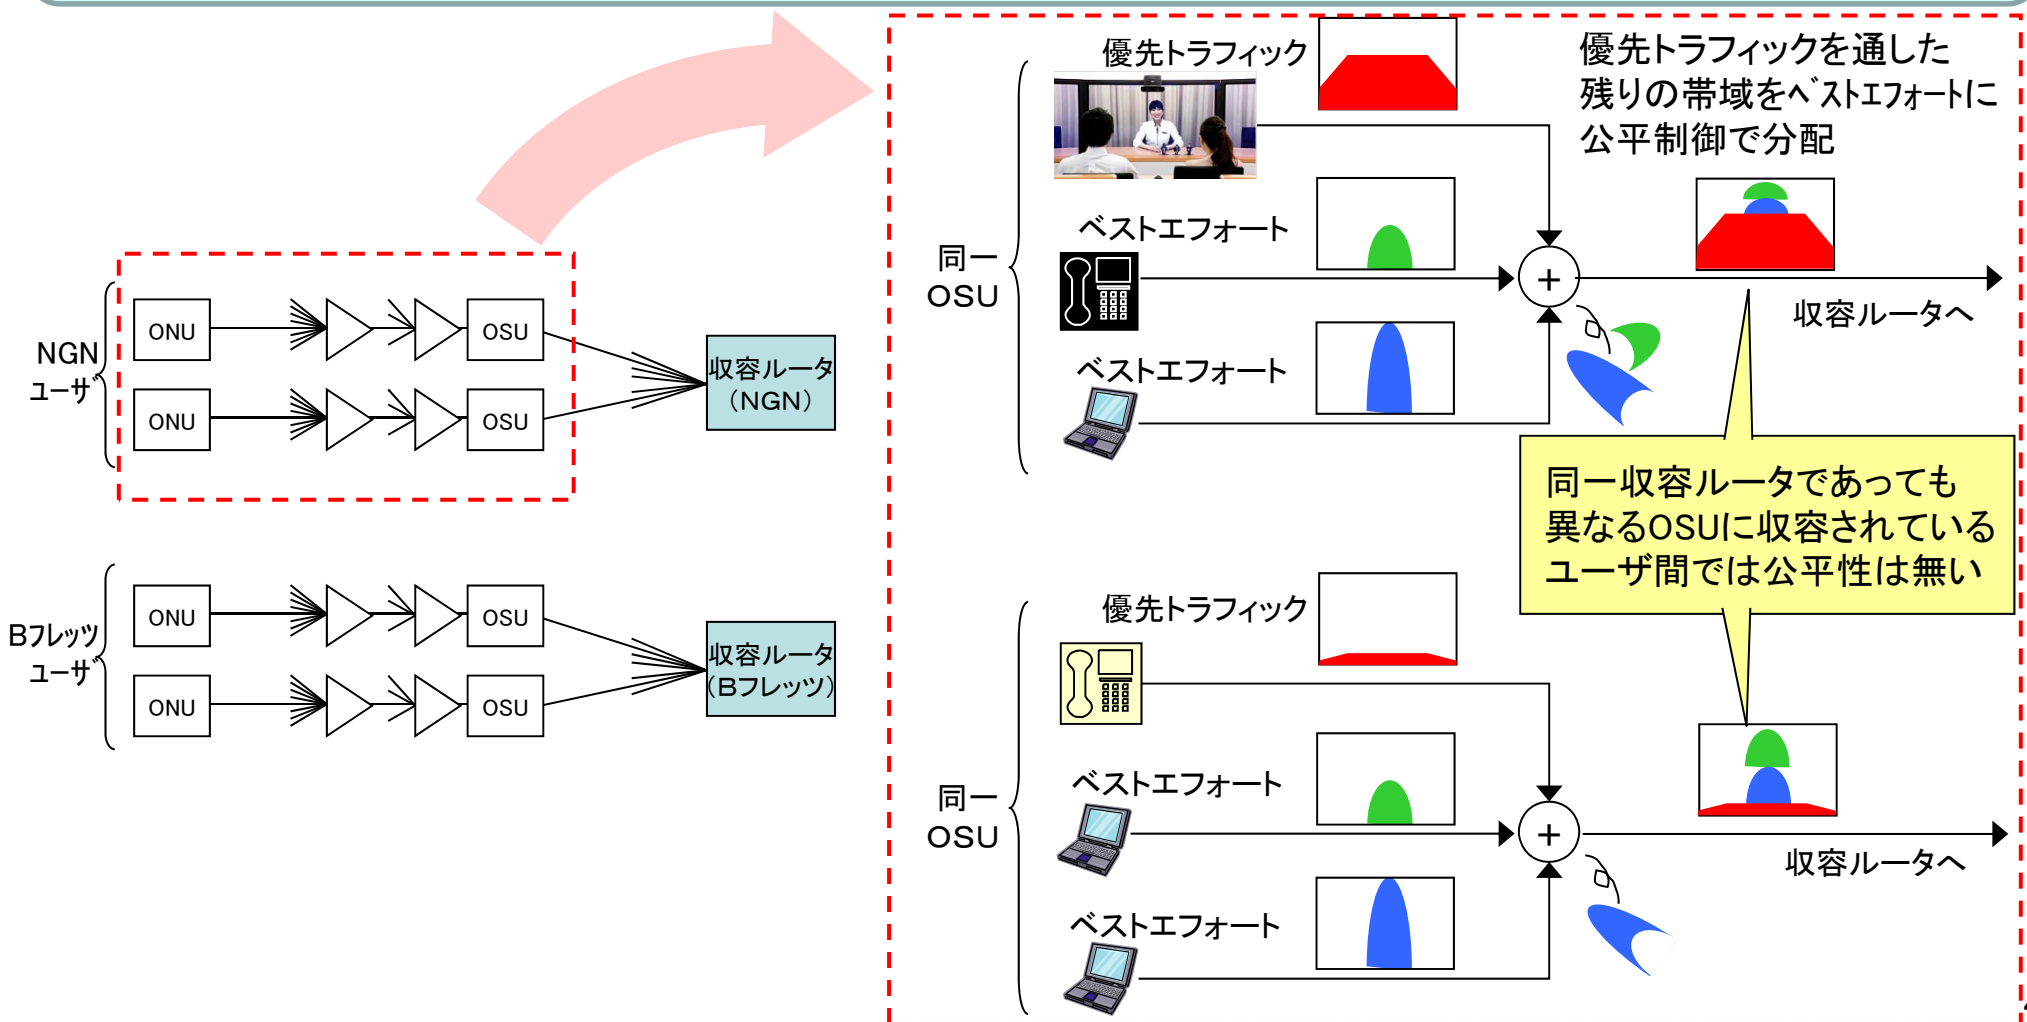 NGN
ユーザ
ONU
OSU
ONU
OSU
収容ルータ
（NGN）
Bフレッツ
ユーザ
ONU
OSU
ONU
OSU
収容ルータ
（Bフレッツ）
同一
OSU
優先トラフィック
ベストエフォート
ベストエフォート
+
優先トラフィックを通した
残りの帯域をベストエフォートに
公平制御で分配
収容ルータへ
同一収容ルータであっても
異なるOSUに収容されている
ユーザ間では公平性は無い
同一
OSU
優先トラフィック
ベストエフォート
ベストエフォート
+
収容ルータへ